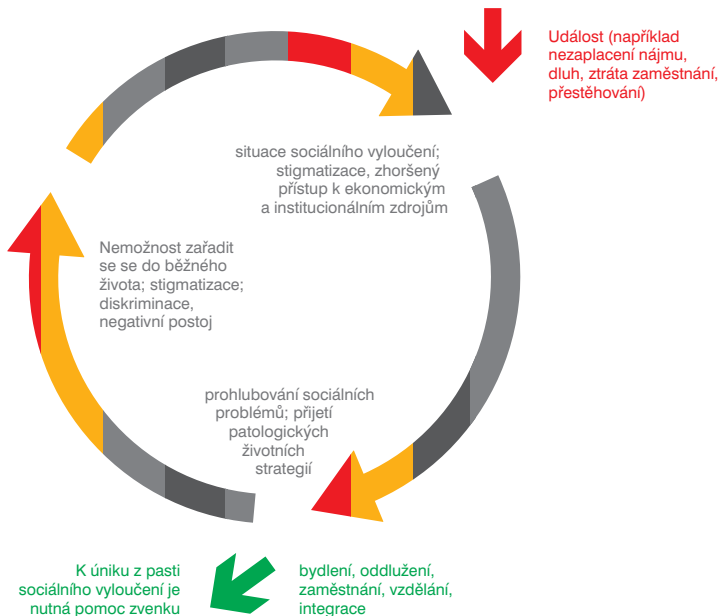 Událost (například
nezaplacení nájmu,
dluh, ztráta zaměstnání,
přestěhování)
situace sociálního vyloučení;
stigmatizace, zhoršený
přístup k ekonomickým
a institucionálním zdrojům
Nemožnost zařadit
se se do běžného
života; stigmatizace;
diskriminace,
negativní postoj
prohlubování sociálních
problémů; přijetí
patologických
životních
strategií
K úniku z pasti
sociálního vyloučení je
nutná pomoc zvenku
bydlení, oddlužení,
zaměstnání, vzdělání,
integrace